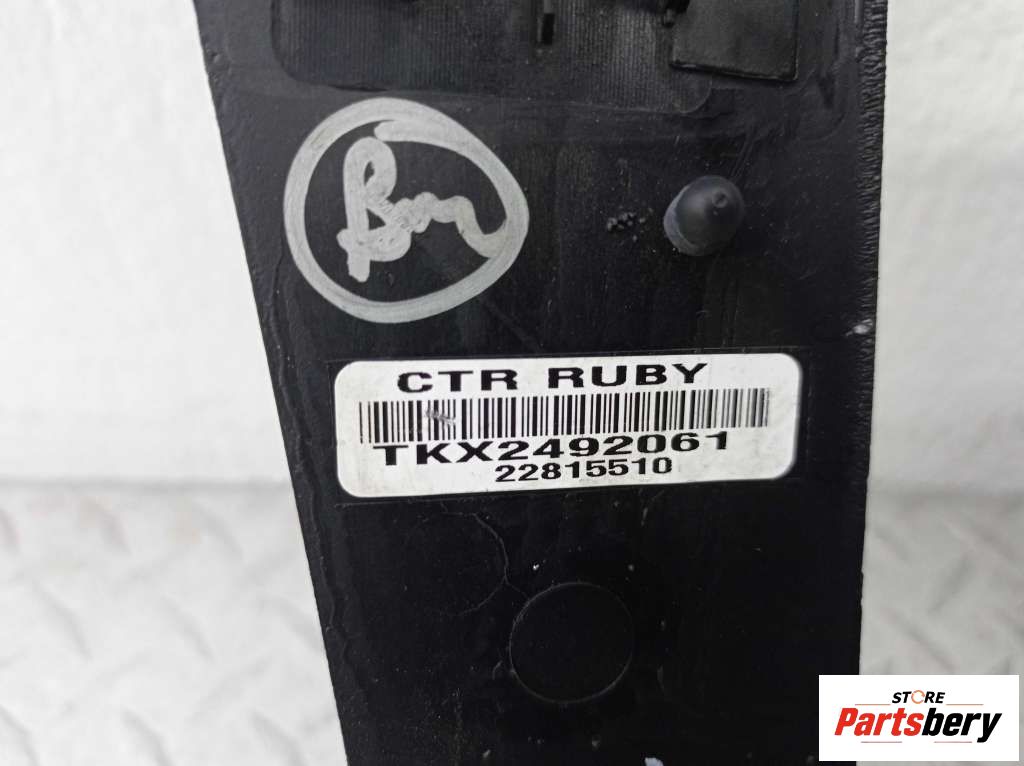 CTR RUBY
TKX2492061
22815510
STORE
Partsbery